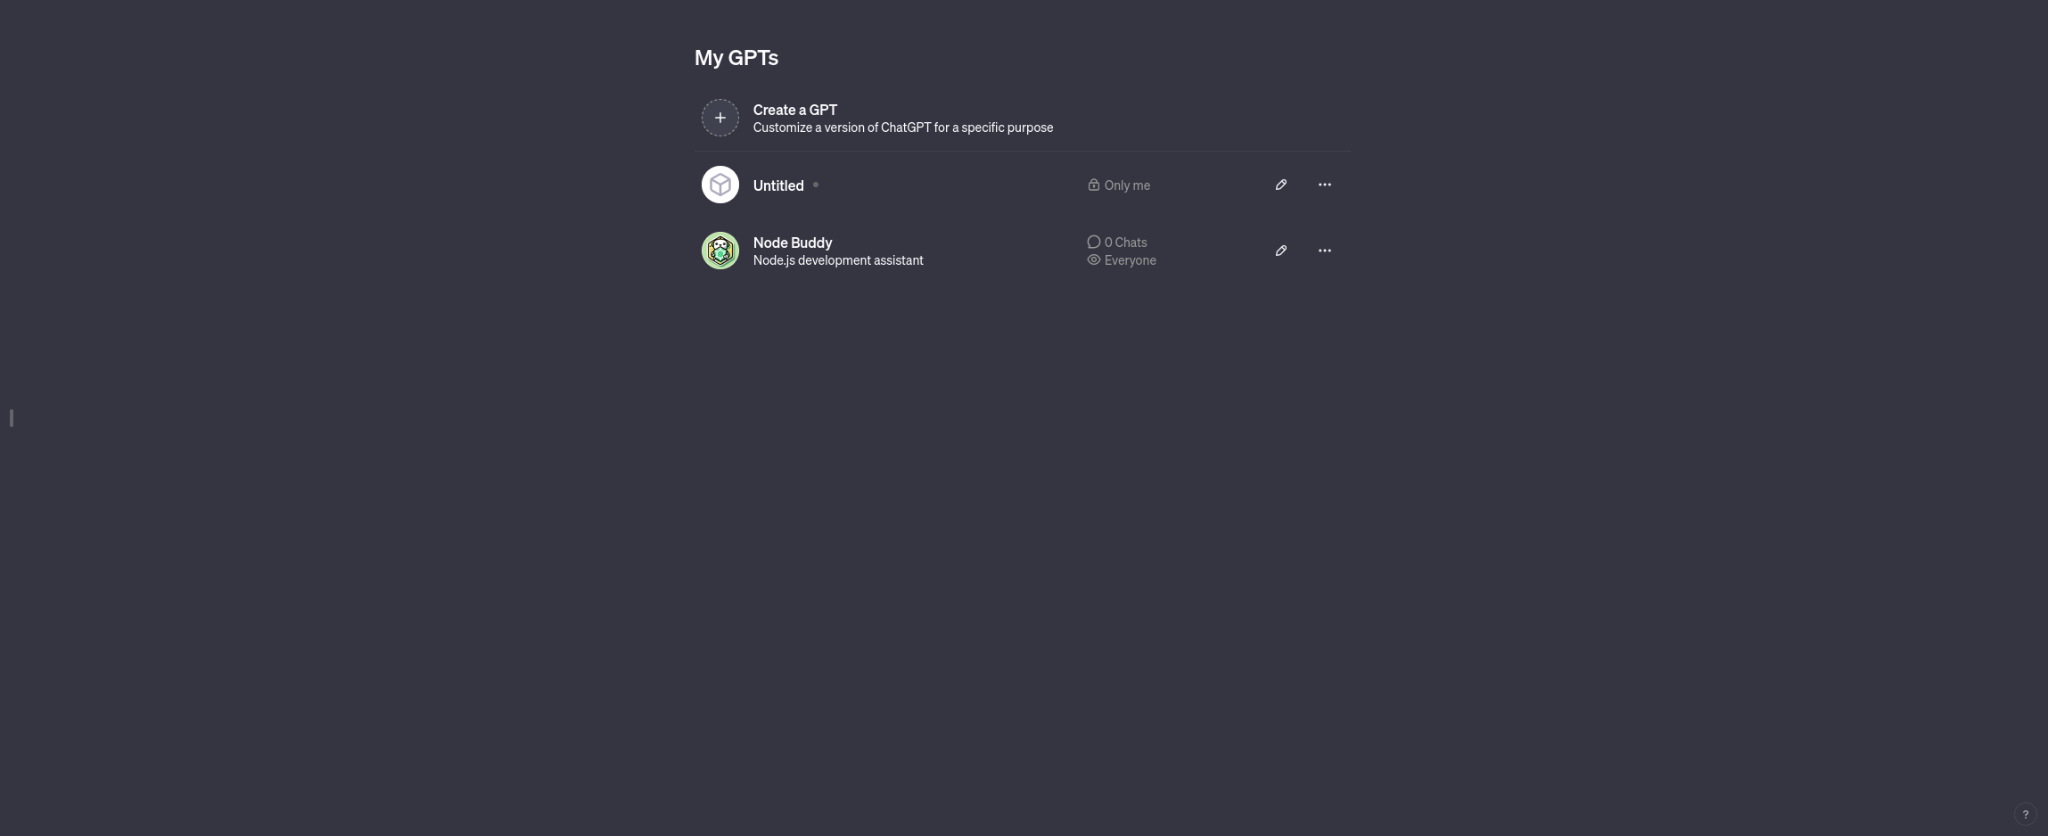 My GPTs
Create a GPT
Customize a version of ChatGPT for a specific purpose
Untitled
Only me
Node Buddy
Node.js development assistant
0 Chats
Everyone
?